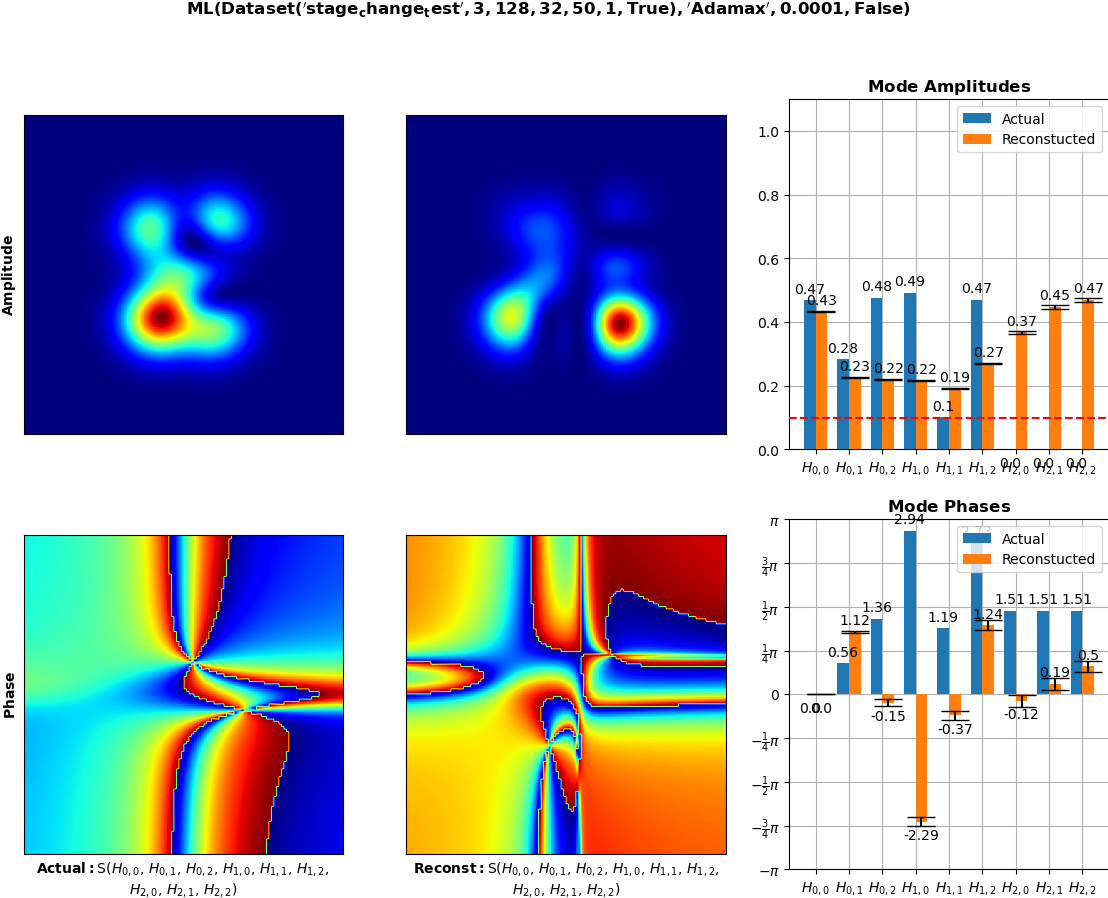 ML(Dataset('stage_change_test', 3, 128, 32, 50, 1, True), 'Adamax', 0.0001, False)
Amplitude
Mode Amplitudes
Actual
Reconstucted
1.0
0.8
0.6
0.4
0.2
0.0
0.47
0.43
0.28
0.23
0.48
0.22
0.49
0.22
0.1
0.19
0.47
0.27
0.0
0.37
0.0
0.45
0.0
0.47
H0,0 H0,1 H0,2 H1,0 H1,1 H1,2 H2,0 H2,1 H2,2
Phase
Mode Phases
Actual
Reconstucted
π
3/4π
1/2π
1/4π
0
−1/4π
−1/2π
−3/4π
−π
0.0
0.0
0.56
1.12
1.36
-0.15
2.94
-2.29
1.19
-0.37
2.73
1.24
1.51
-0.12
1.51
0.19
1.51
0.5
H0,0 H0,1 H0,2 H1,0 H1,1 H1,2 H2,0 H2,1 H2,2
Actual: S(H0,0, H0,1, H0,2, H1,0, H1,1, H1,2,
H2,0, H2,1, H2,2)
Reconst: S(H0,0, H0,1, H0,2, H1,0, H1,1, H1,2,
H2,0, H2,1, H2,2)